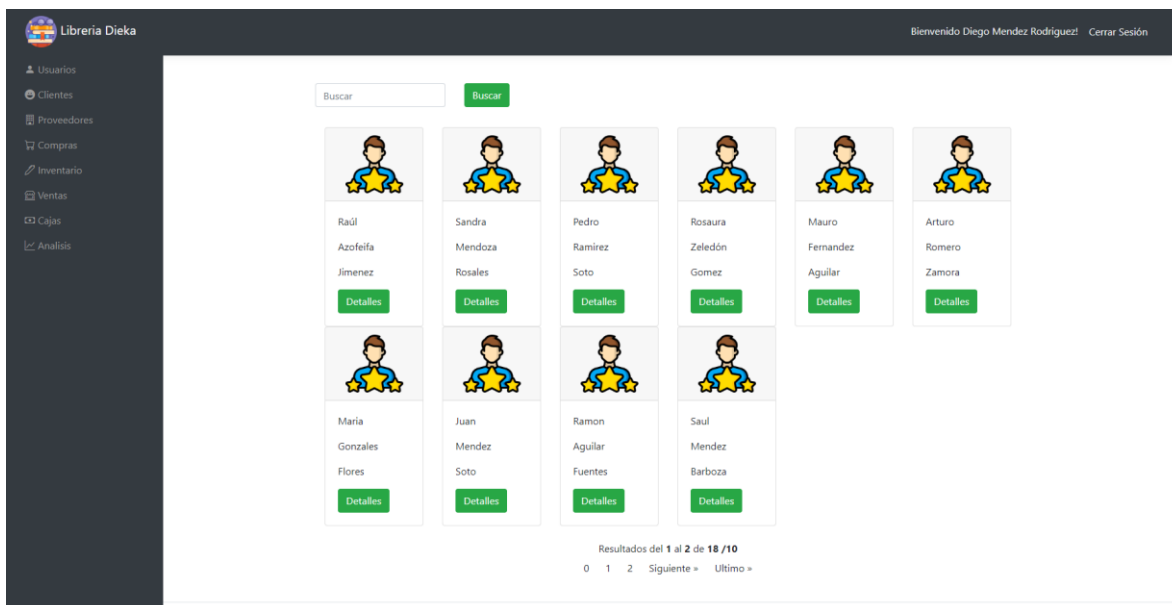 Libreria Dieka
Bienvenido Diego Mendez Rodriguez! Cerrar Sesión
Usuarios
Clientes
Proveedores
Compras
Inventario
Ventas
Cajas
Analisis
Buscar Buscar
Raúl Sandra Pedro Rosaura Mauro Arturo
Azofeifa Mendoza Ramírez Zeledón Fernandez Romero
Jimenez Rosales Soto Gomez Aguilar Zamora
Detalles Detalles Detalles Detalles Detalles Detalles
Maria Juan Ramon Saul
Gonzales Mendez Aguilar Mendez
Flores Soto Fuentes Barboza
Detalles Detalles Detalles Detalles
Resultados del 1 al 2 de 18 /10
0 1 2 Siguiente » Ultimo »